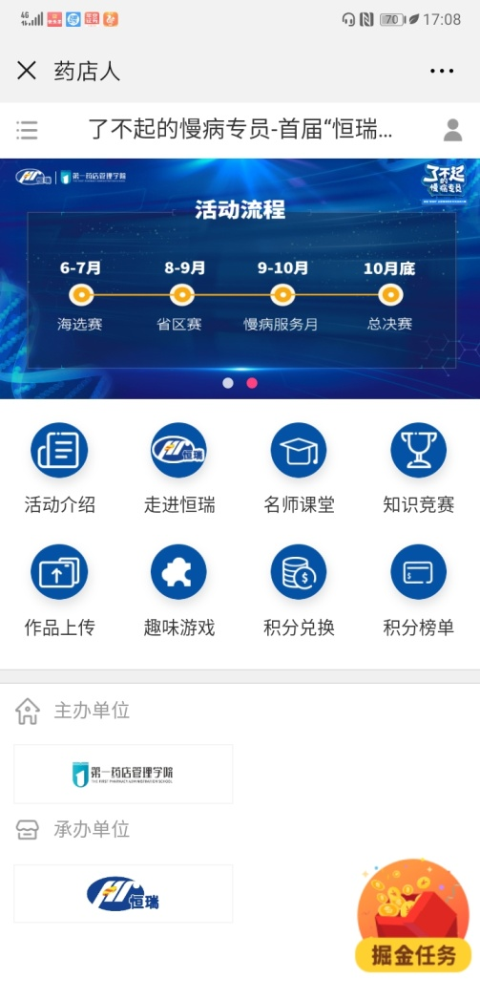 4G
70
17:08
药店人
了不起的慢病专员-首届“恒瑞...
恒瑞
第一药店管理学院
了不起
的
慢病专员
活动流程
6-7月 8-9月 9-10月 10月底
海选赛 省区赛 慢病服务月 总决赛
恒瑞
活动介绍 走进恒瑞 名师课堂 知识竞赛
作品上传 趣味游戏 积分兑换 积分榜单
主办单位
第一药店管理学院
THE FIRST PHARMACY ADMINISTRATION SCHOOL
承办单位
恒瑞
掘金任务